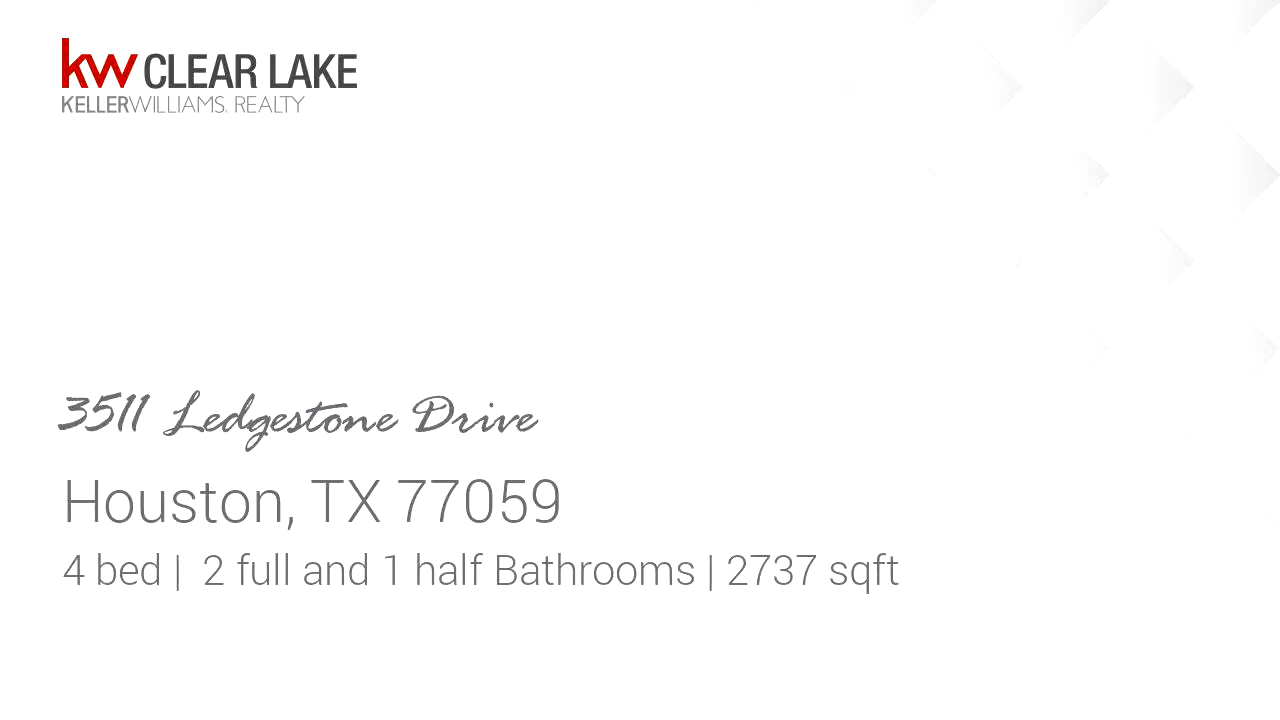 kw CLEAR LAKE
KELLERWILLIAMS. REALTY
3511 Ledgestone Drive
Houston, TX 77059
4 bed | 2 full and 1 half Bathrooms | 2737 sqft